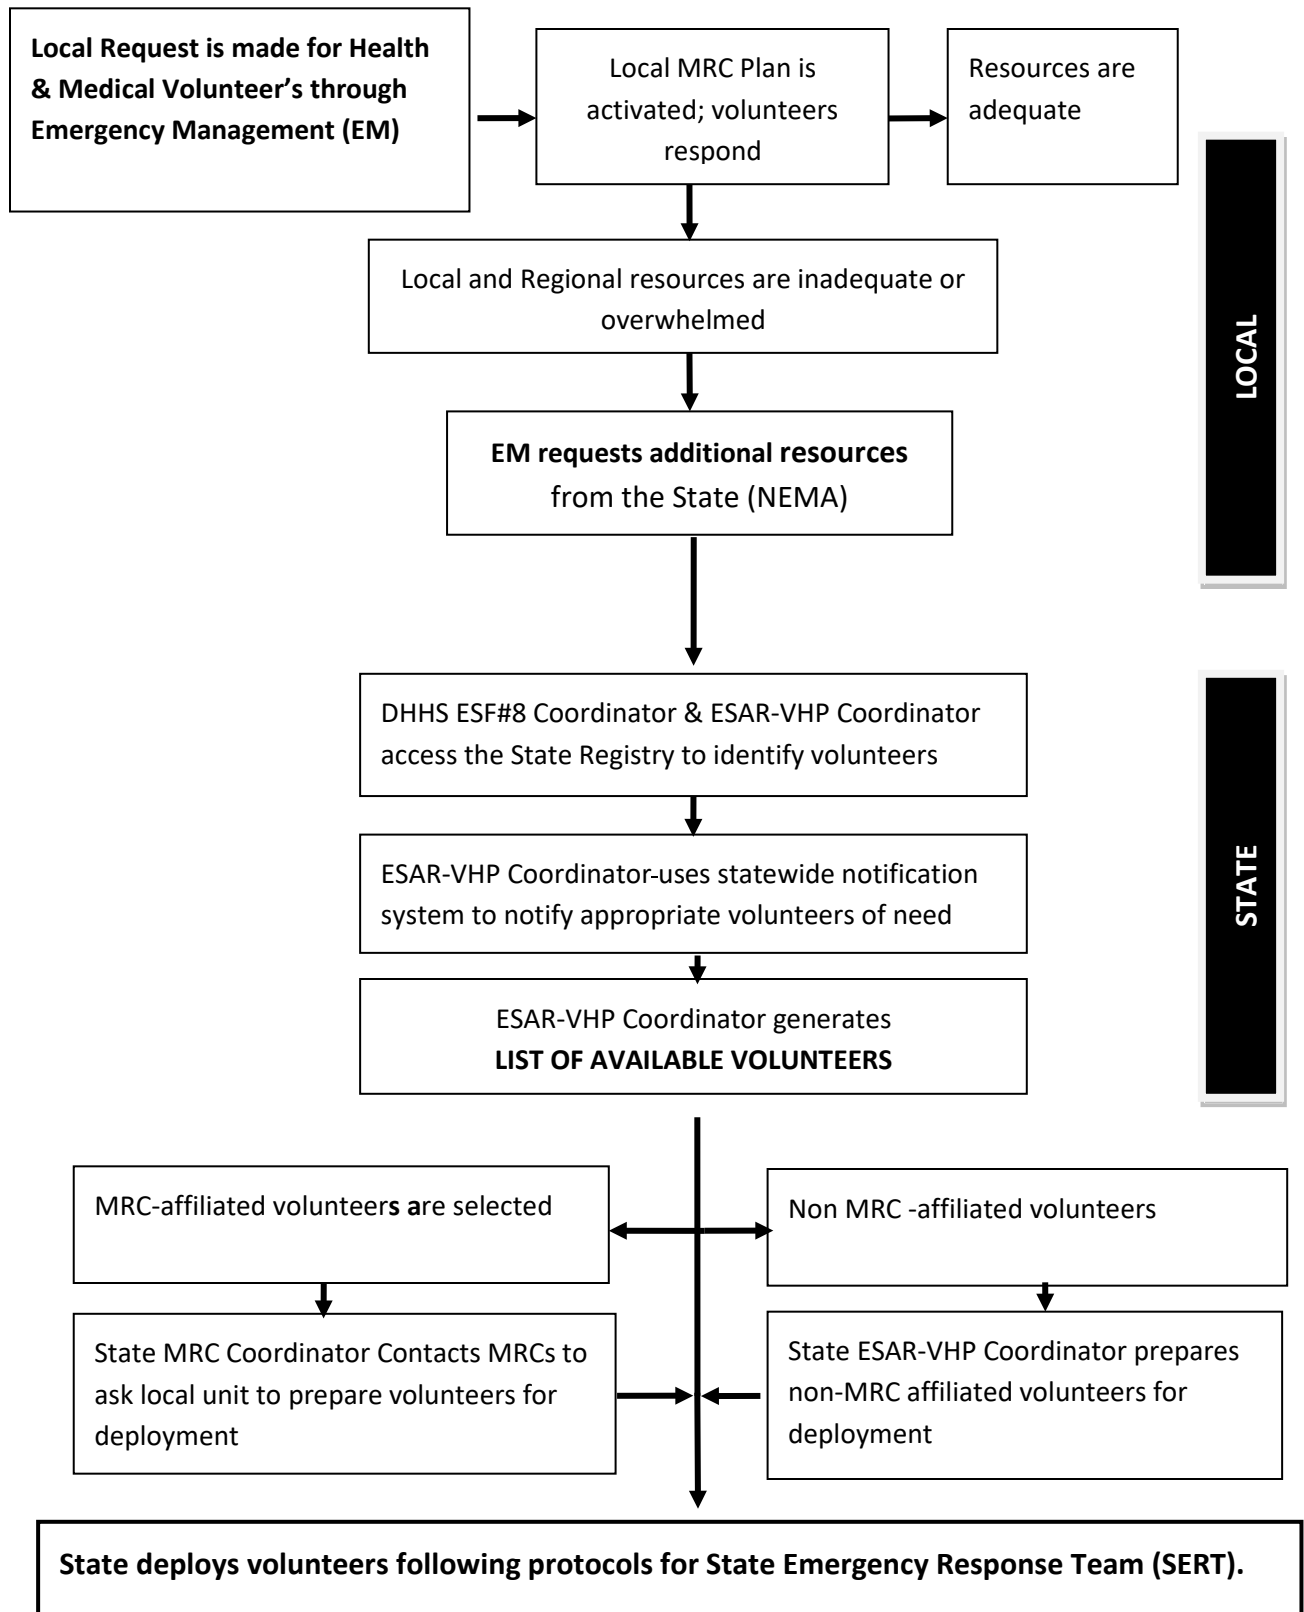 Local Request is made for Health
& Medical Volunteer’s through
Emergency Management (EM)
Local MRC Plan is
activated; volunteers
respond
Resources are
adequate
Local and Regional resources are inadequate or
overwhelmed
EM requests additional resources
from the State (NEMA)
LOCAL
DHHS ESF#8 Coordinator & ESAR-VHP Coordinator
access the State Registry to identify volunteers
ESAR-VHP Coordinator-uses statewide notification
system to notify appropriate volunteers of need
ESAR-VHP Coordinator generates
LIST OF AVAILABLE VOLUNTEERS
STATE
MRC-affiliated volunteers are selected
Non MRC -affiliated volunteers
State MRC Coordinator Contacts MRCs to
ask local unit to prepare volunteers for
deployment
State ESAR-VHP Coordinator prepares
non-MRC affiliated volunteers for
deployment
State deploys volunteers following protocols for State Emergency Response Team (SERT).